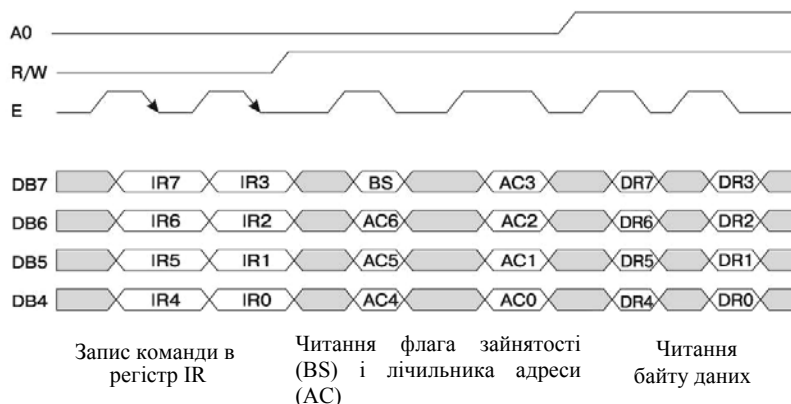 A0
R/W
E
DB7 IR7 IR3 BS AC3 DR7 DR3
DB6 IR6 IR2 AC6 AC2 DR6 DR2
DB5 IR5 IR1 AC5 AC1 DR5 DR1
DB4 IR4 IR0 AC4 AC0 DR4 DR0
Запис команди в
регістр IR
Читання флага зайнятості
(BS) і лічильника адреси
(AC)
Читання
байту даних